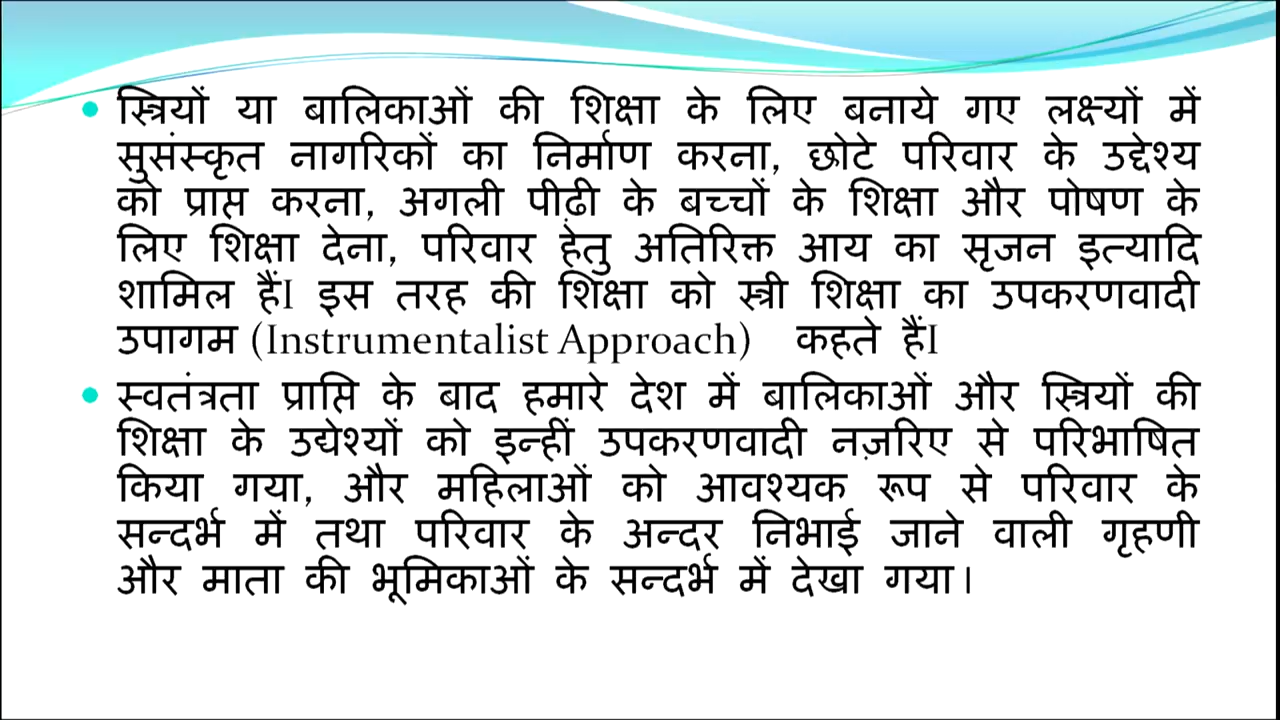 स्त्रियों या बालिकाओं की शिक्षा के लिए बनाये गए लक्ष्यों में
सुसंस्कृत नागरिकों का निर्माण करना, छोटे परिवार के उद्देश्य
को प्राप्त करना, अगली पीढ़ी के बच्चों के शिक्षा और पोषण के
लिए शिक्षा देना, परिवार हेतु अतिरिक्त आय का सृजन इत्यादि
शामिल हैंI इस तरह की शिक्षा को स्त्री शिक्षा का उपकरणवादी
उपागम (Instrumentalist Approach) कहते हैंI
स्वतंत्रता प्राप्ति के बाद हमारे देश में बालिकाओं और स्त्रियों की
शिक्षा के उद्येश्यों को इन्हीं उपकरणवादी नज़रिए से परिभाषित
किया गया, और महिलाओं को आवश्यक रूप से परिवार के
सन्दर्भ में तथा परिवार के अन्दर निभाई जाने वाली गृहणी
और माता की भूमिकाओं के सन्दर्भ में देखा गया।